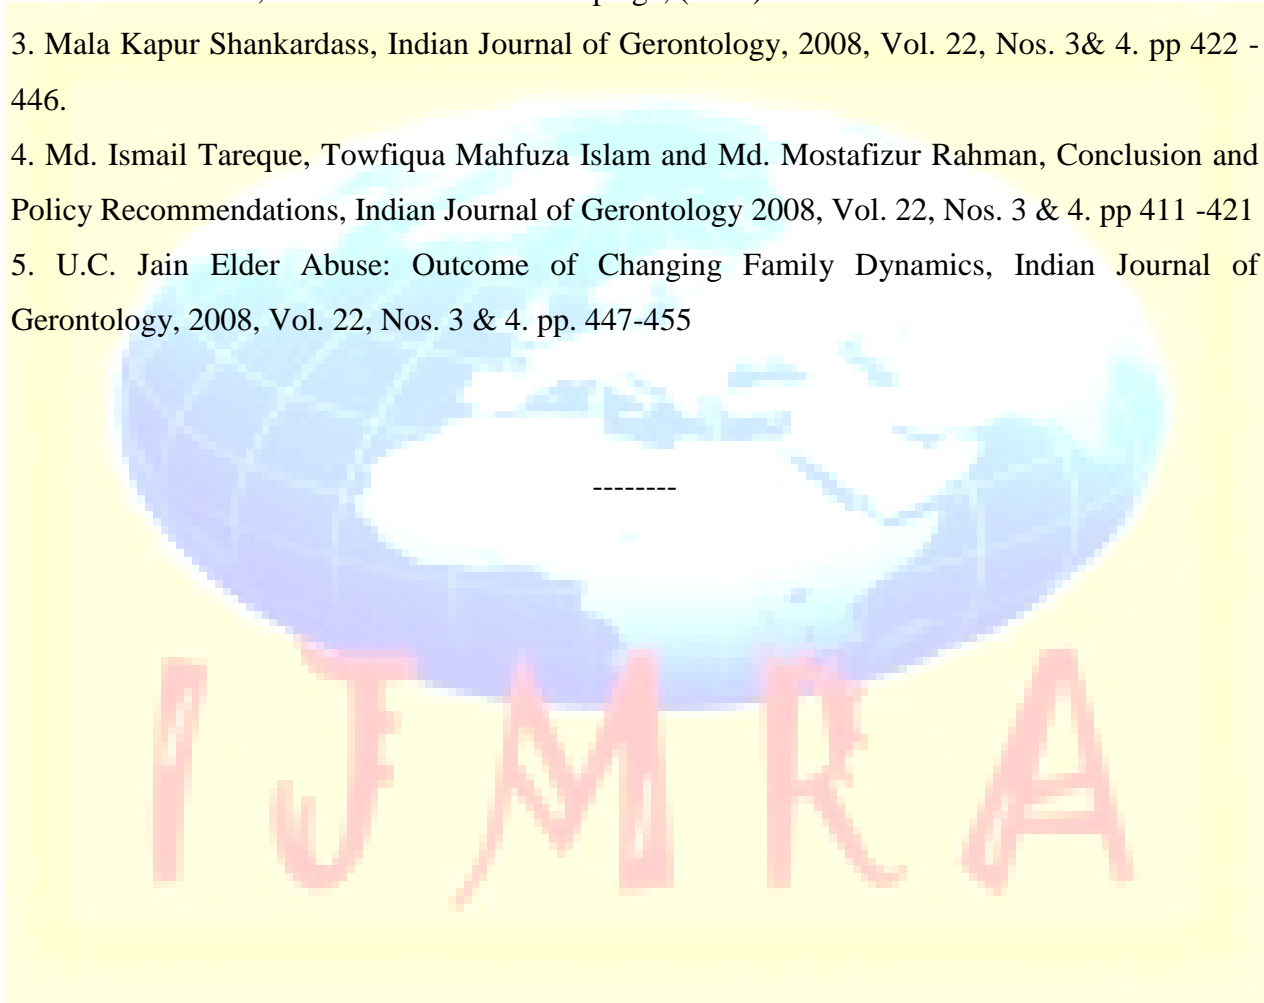 3. Mala Kapur Shankardass, Indian Journal of Gerontology, 2008, Vol. 22, Nos. 3& 4. pp 422 -
446.
4. Md. Ismail Tareque, Towfiqua Mahfuza Islam and Md. Mostafizur Rahman, Conclusion and
Policy Recommendations, Indian Journal of Gerontology 2008, Vol. 22, Nos. 3 & 4. pp 411 -421
5. U.C. Jain Elder Abuse: Outcome of Changing Family Dynamics, Indian Journal of
Gerontology, 2008, Vol. 22, Nos. 3 & 4. pp. 447-455
--------
IJMRA